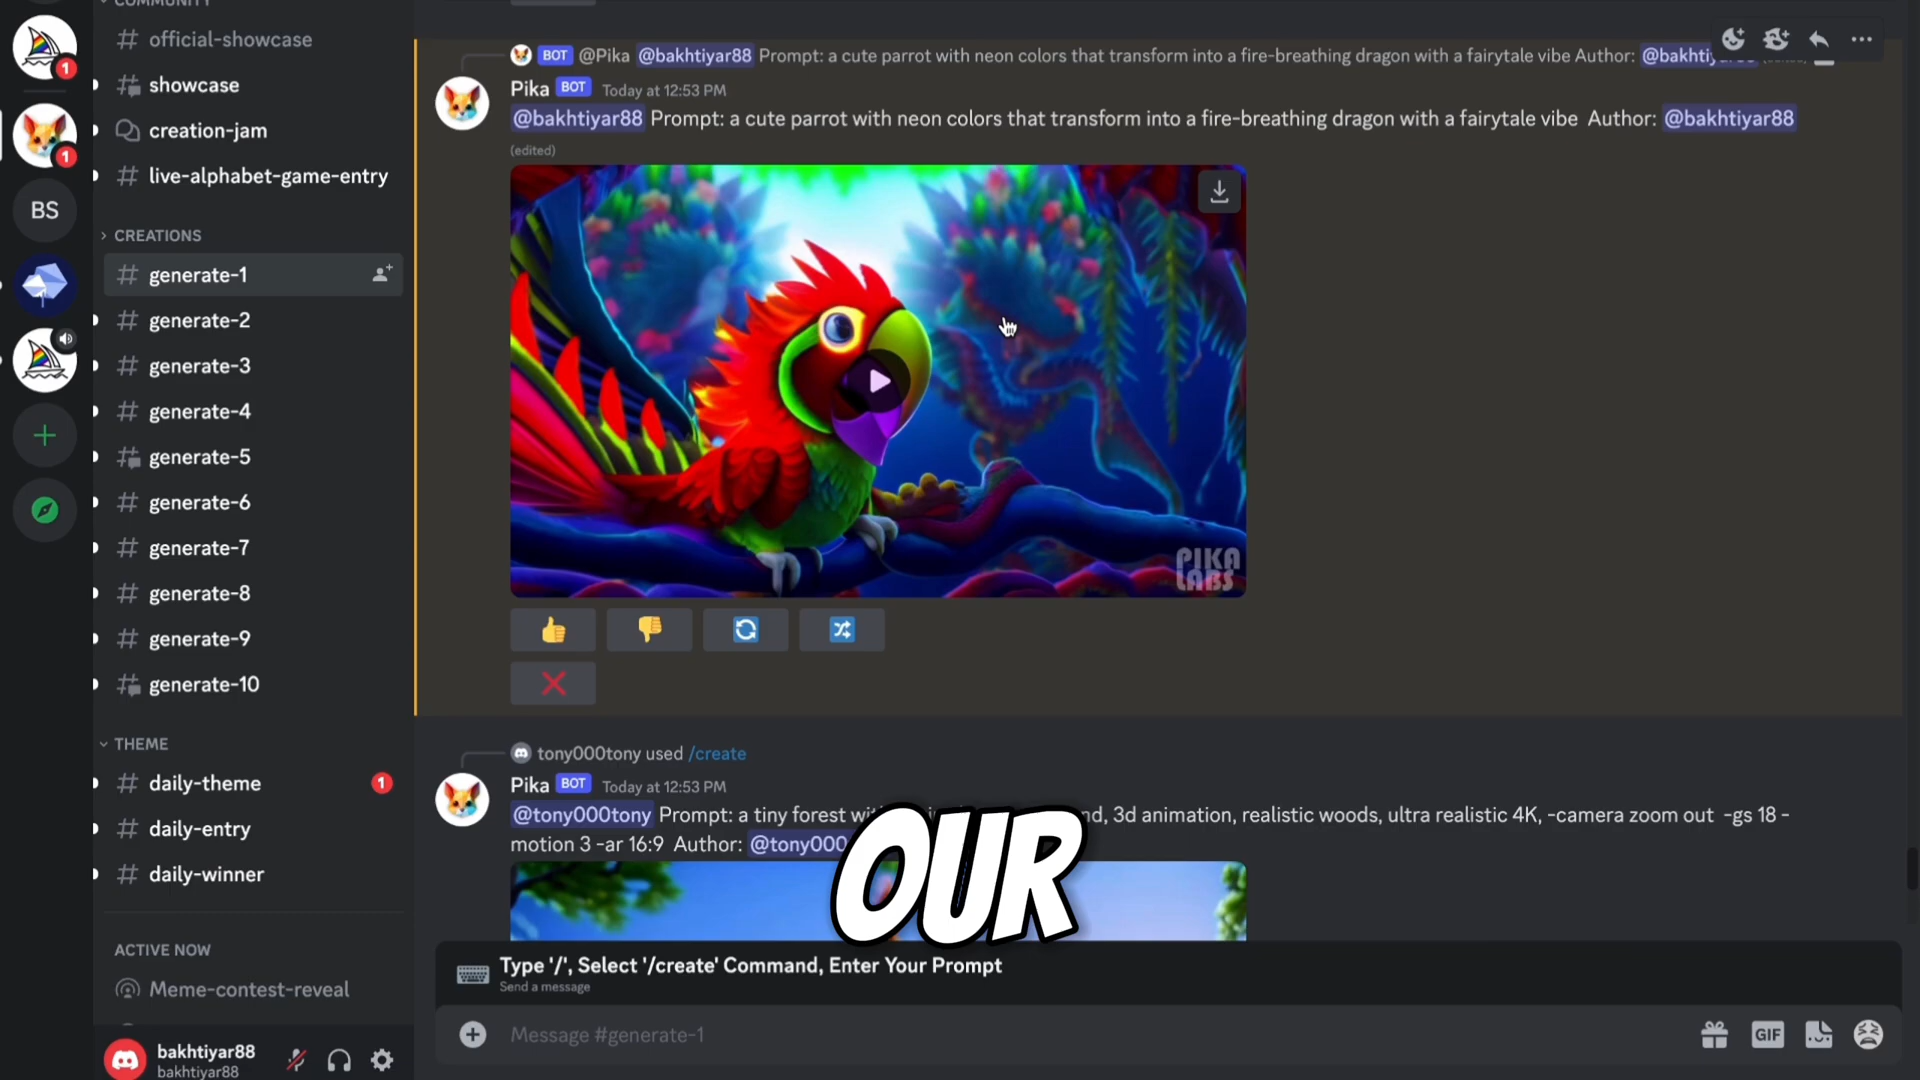 COMMUNITY
official-showcase
showcase
creation-jam
live-alphabet-game-entry
CREATIONS
generate-1
generate-2
generate-3
generate-4
generate-5
generate-6
generate-7
generate-8
generate-9
generate-10
THEME
daily-theme 1
daily-entry
daily-winner
ACTIVE NOW
Meme-contest-reveal
bakhtiyar88
bakhtiyar88
1
1
BS
BOT @Pika @bakhtiyar88 Prompt: a cute parrot with neon colors that transform into a fire-breathing dragon with a fairytale vibe Author:
Pika BOT Today at 12:53 PM
@bakhtiyar88 Prompt: a cute parrot with neon colors that transform into a fire-breathing dragon with a fairytale vibe Author: @bakhtiyar88
(edited)
PIKA
LABS
tony000tony used /create
Pika BOT Today at 12:53 PM
@tony000tony Prompt: a tiny forest 3d animation, realistic woods, ultra realistic 4K, -camera zoom out -gs 18 -
motion 3 -ar 16:9 Author:
OUR
Type '/', Select '/create' Command, Enter Your Prompt
Send a message
Message #generate-1
GIF